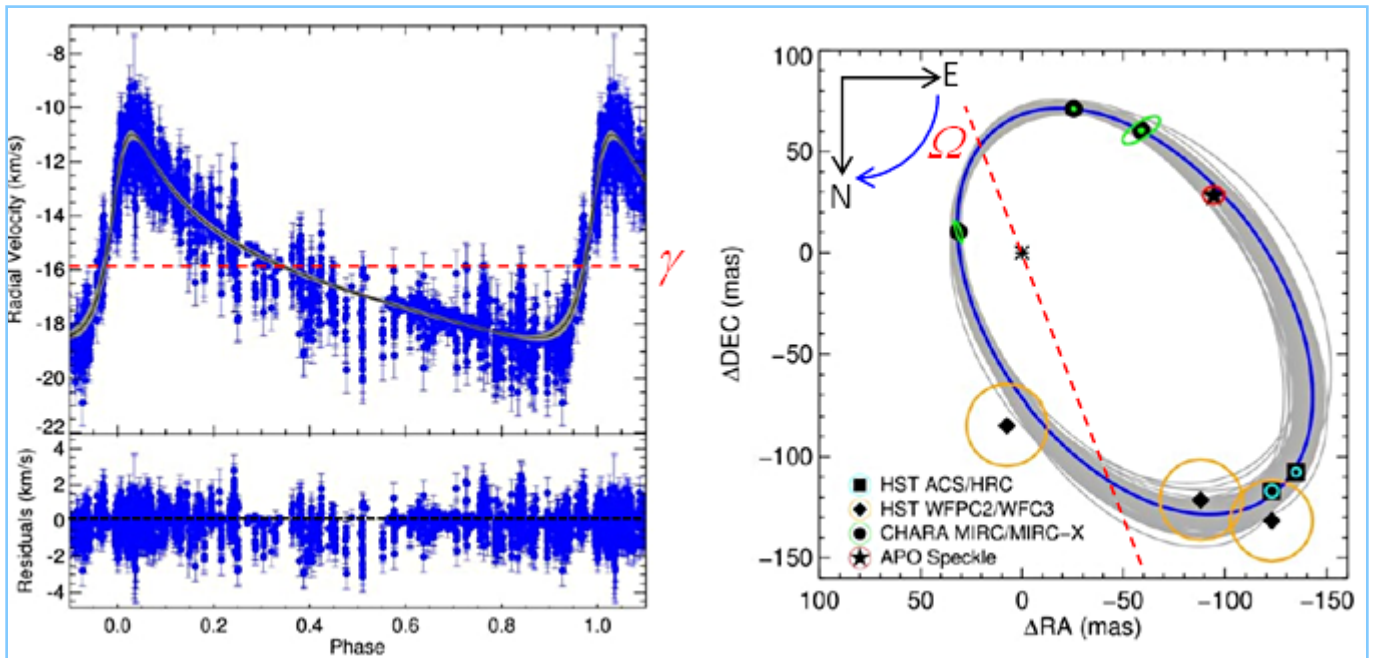 -8
-10
-12
-14
-16
-18
-20
-22
Radial Velocity (km/s)
γ
4
2
0
-2
-4
Residuals (km/s)
0.0 0.2 0.4 0.6 0.8 1.0
Phase
100
50
0
-50
-100
-150
ΔDEC (mas)
E
N
Ω
HST ACS/HRC
HST WFPC2/WFC3
CHARA MIRC/MIRC-X
APO Speckle
100 50 0 -50 -100 -150
ΔRA (mas)